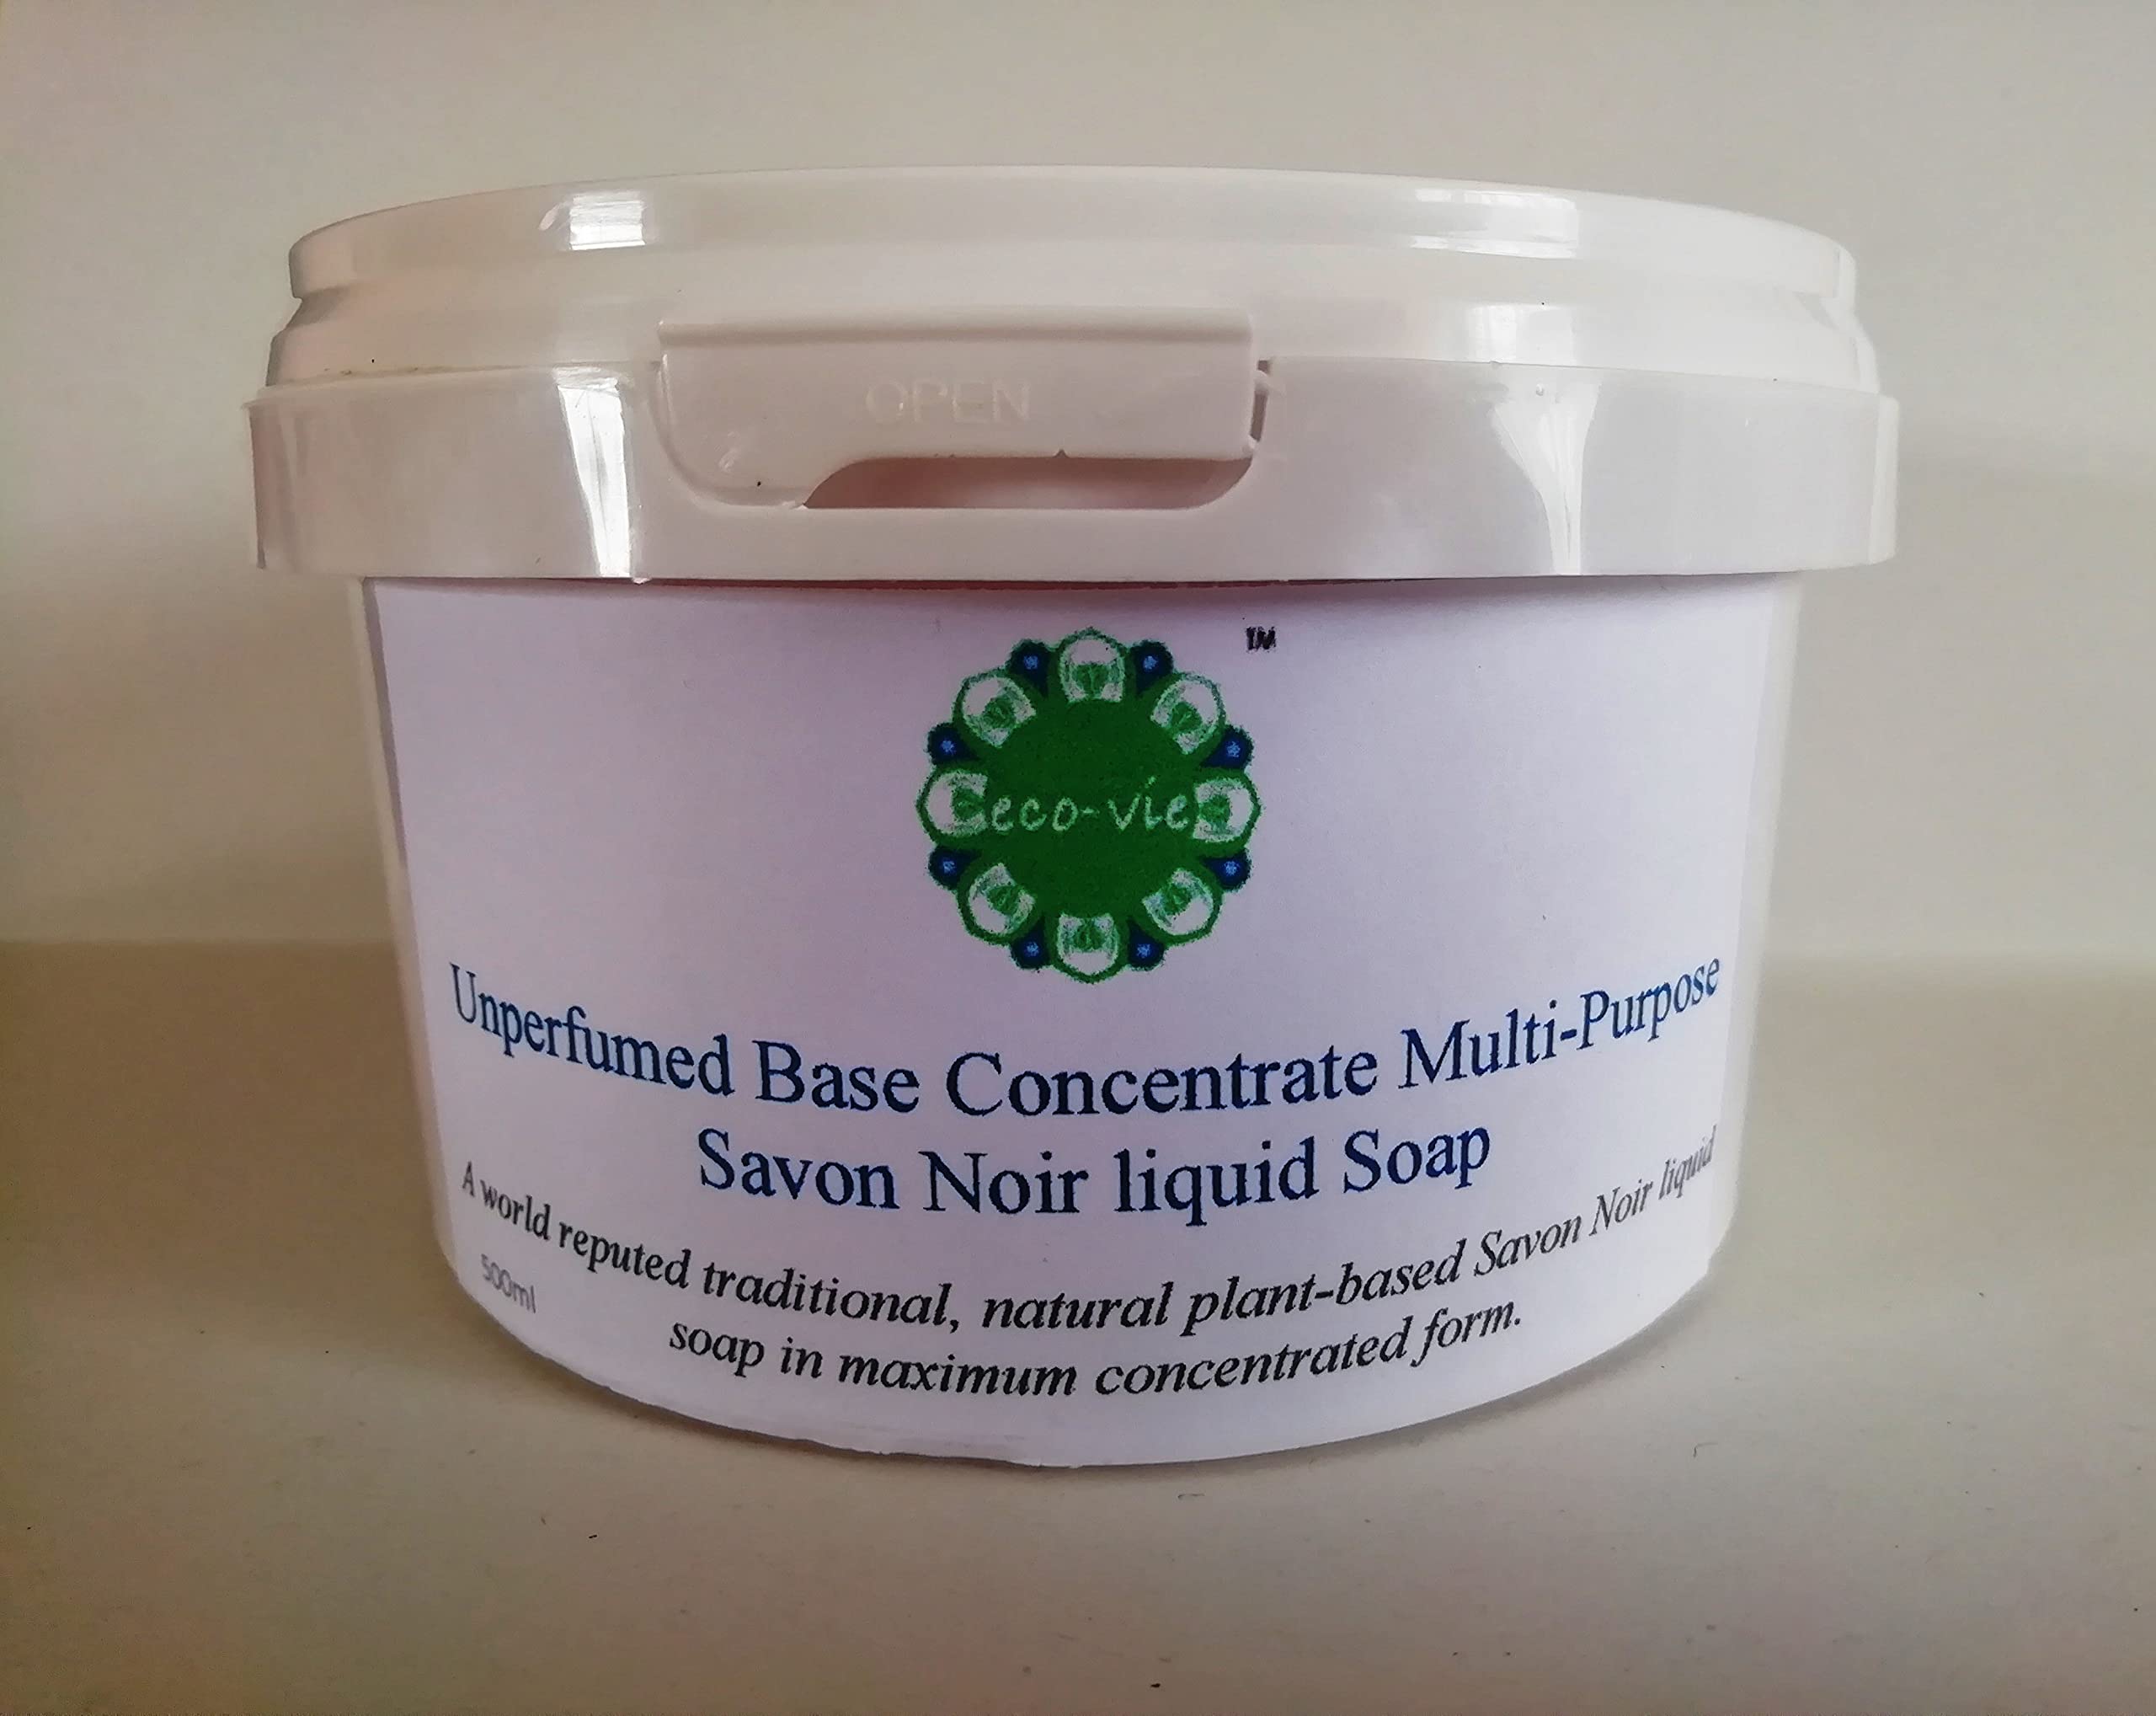 OPEN
TM
eco-vie
Unperfumed Base Concentrate Multi-Purpose
Savon Noir liquid Soap
A world reputed traditional, natural plant-based Savon Noir liquid
soap in maximum concentrated form.
500ml